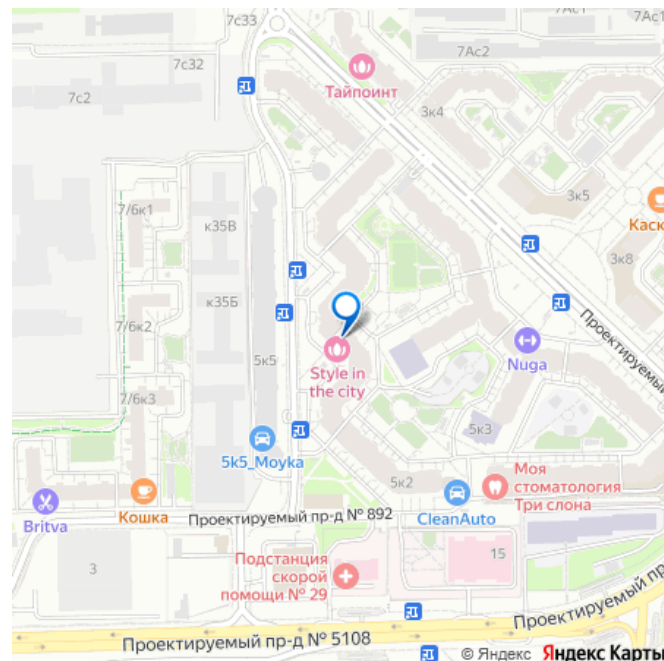 7с33
7с32
7с2
Тайпоинт
7Ас2
7Ас1
3к4
3к5
Каск
3к8
7/6к1
к35В
к35Б
7/6к2
5к5
7/6к3
Style in
the city
Nuga
Проектируемый
5к3
5k5_Moyka
5к2
Моя
стоматология
Три слона
CleanAuto
Britva
Кошка
Проектируемый пр-д № 892
3
Подстанция
скорой
помощи № 29
15
Проектируемый пр
Проектируемый пр-д № 5108
© Яндекс Яндекс Карты